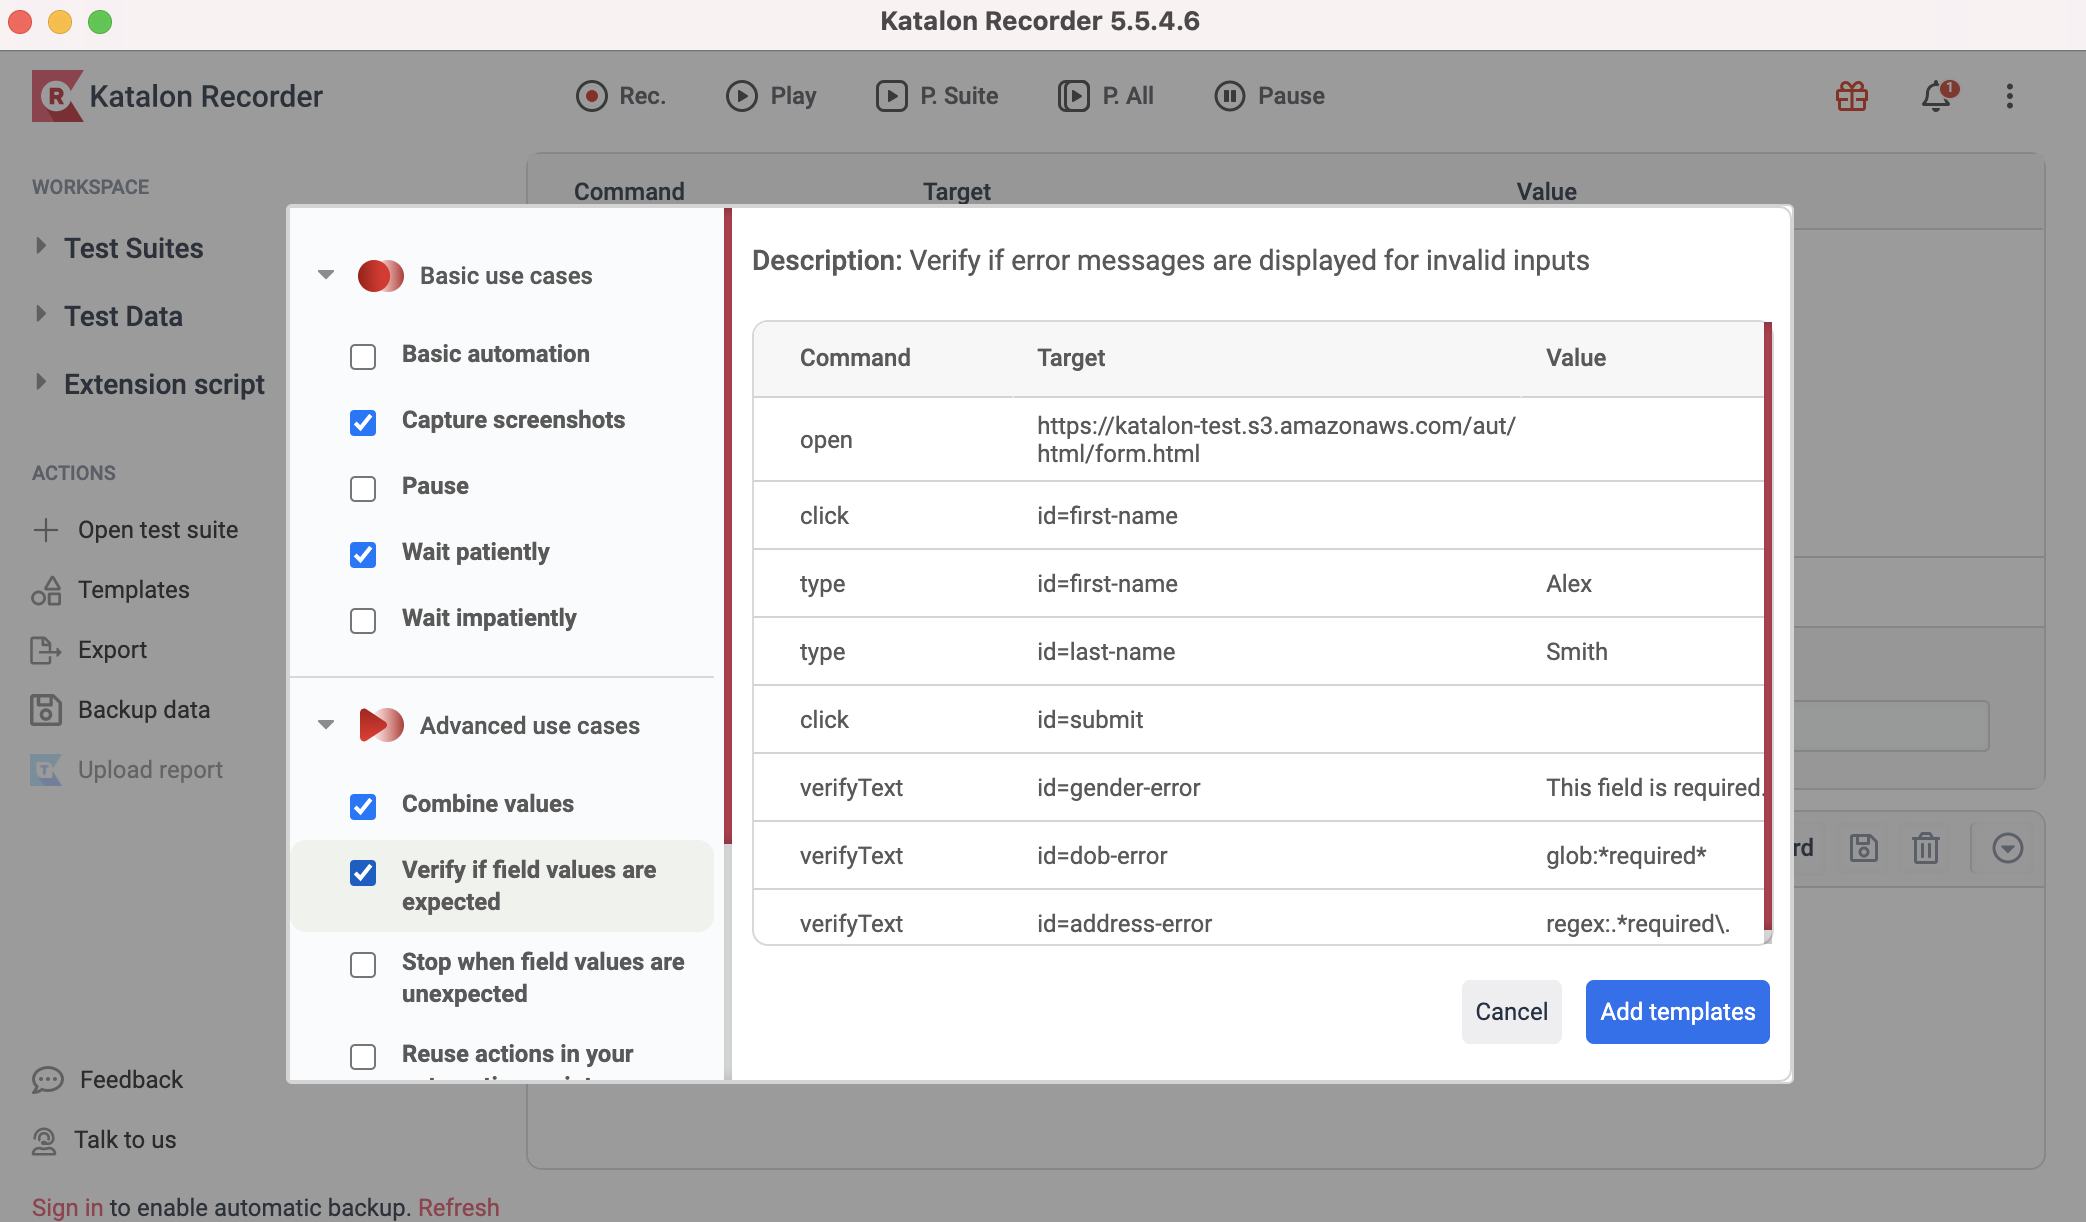 Katalon Recorder 5.5.4.6
R Katalon Recorder
Rec.
Play
P. Suite
P. All
Pause
1
WORKSPACE
Test Suites
Test Data
Extension script
ACTIONS
Open test suite
Templates
Export
Backup data
Upload report
Feedback
Talk to us
Sign in to enable automatic backup. Refresh
Command Target Value
Basic use cases
Basic automation
Capture screenshots
Pause
Wait patiently
Wait impatiently
Advanced use cases
Combine values
Verify if field values are
expected
Stop when field values are
unexpected
Reuse actions in your
Description: Verify if error messages are displayed for invalid inputs
Command Target Value
open https://katalon-test.s3.amazonaws.com/aut/
html/form.html
click id=first-name
type id=first-name Alex
type id=last-name Smith
click id=submit
verifyText id=gender-error This field is required.
verifyText id=dob-error glob:*required*
verifyText id=address-error regex:.*required\.
Cancel
Add templates
rd